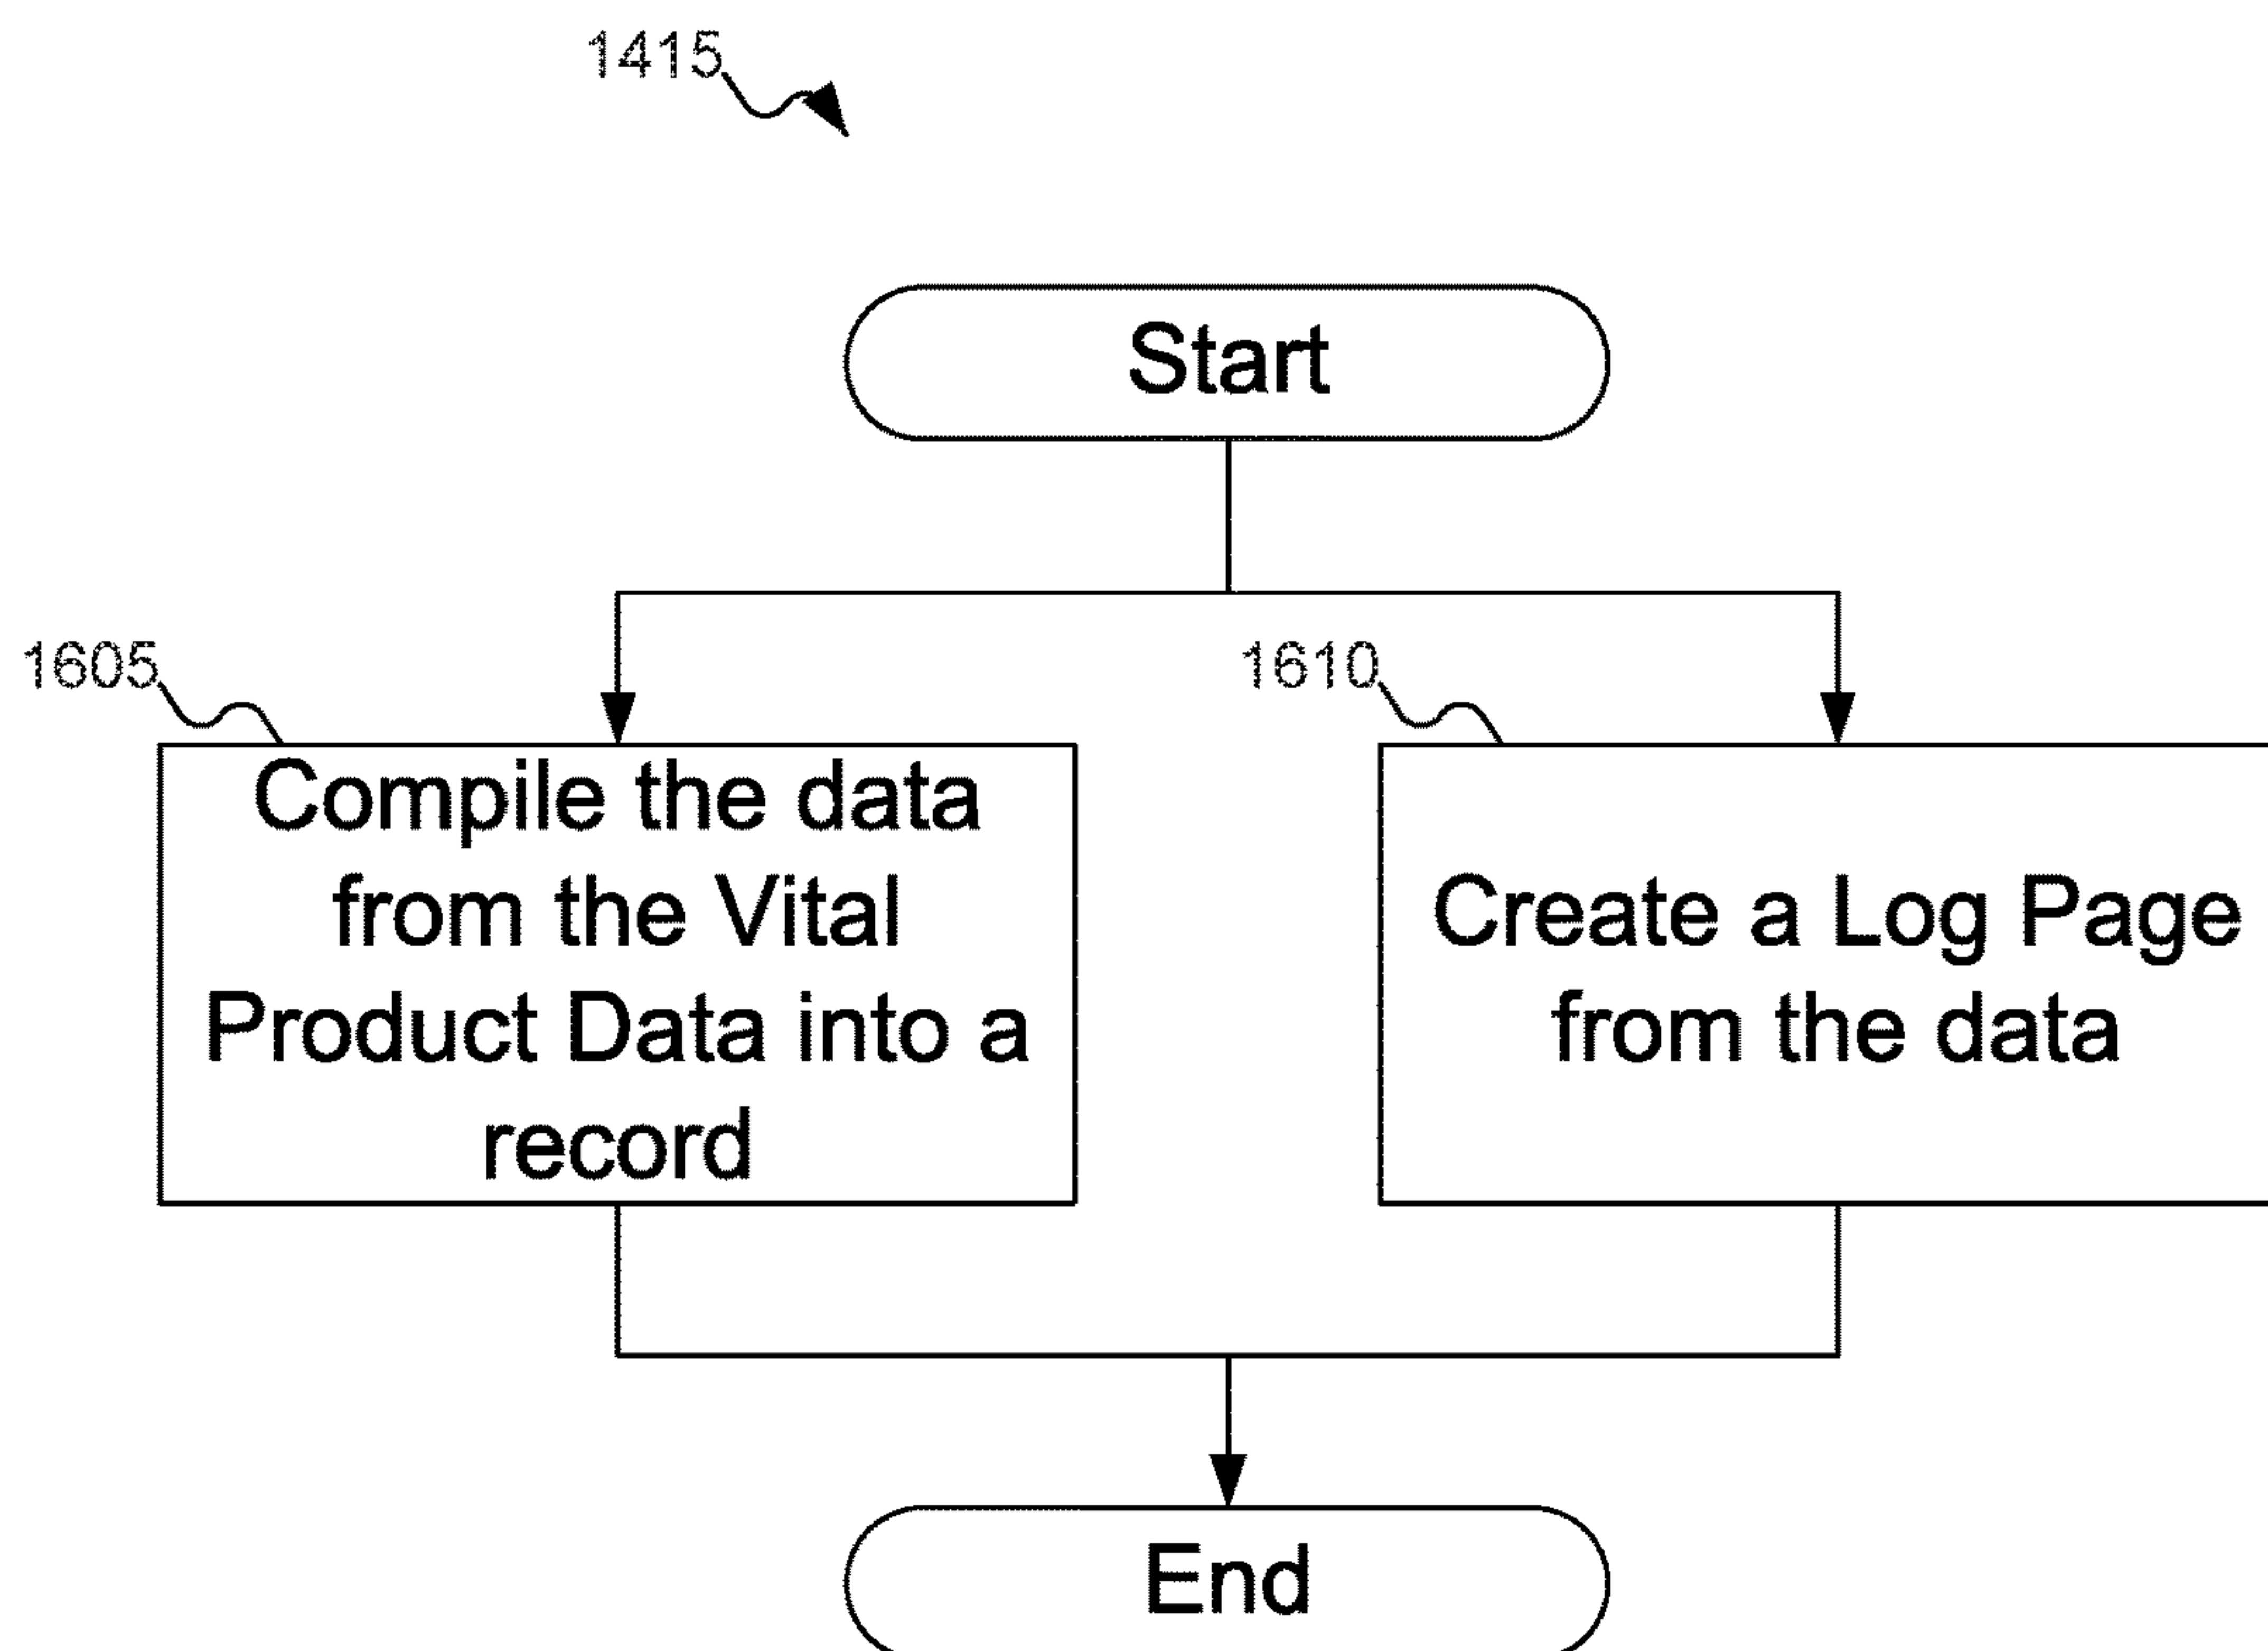 1415
Start
1605
1610
Compile the data
from the Vital
Product Data into a
record
Create a Log Page
from the data
End